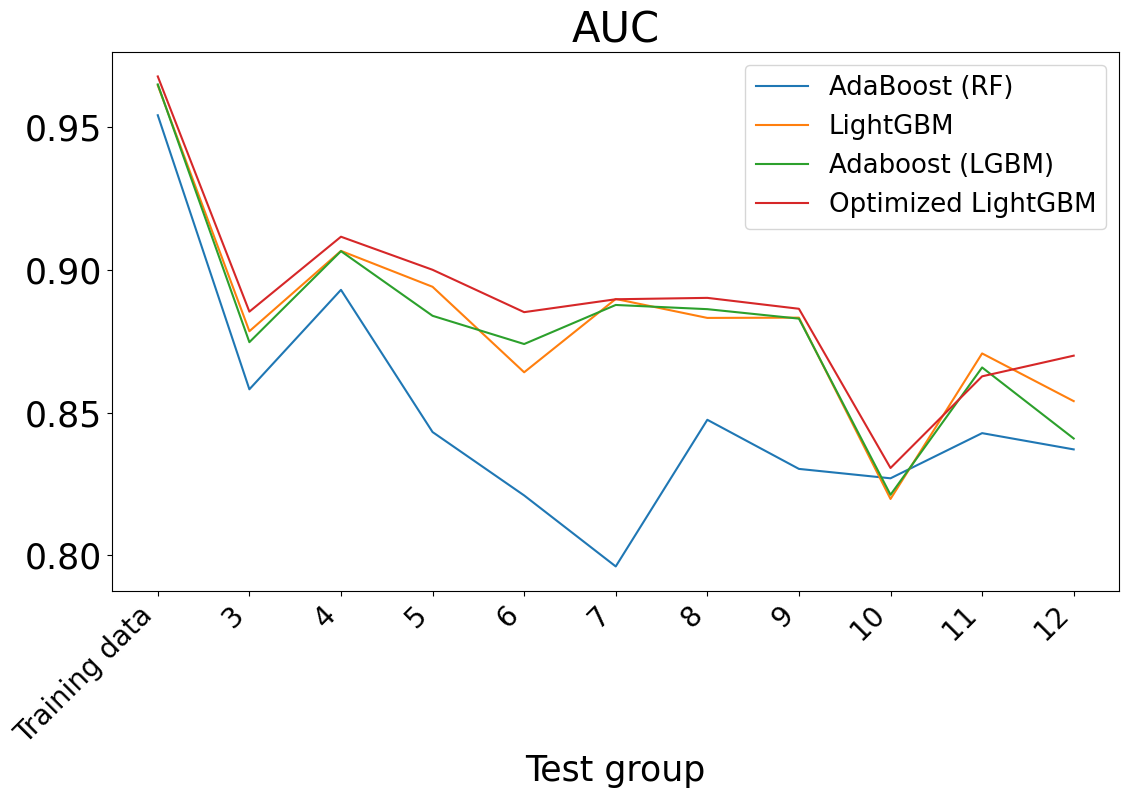 AUC
AdaBoost (RF)
LightGBM
Adaboost (LGBM)
Optimized LightGBM
0.95
0.90
0.85
0.80
Training data 3 4 5 6 7 8 9 10 11 12
Test group